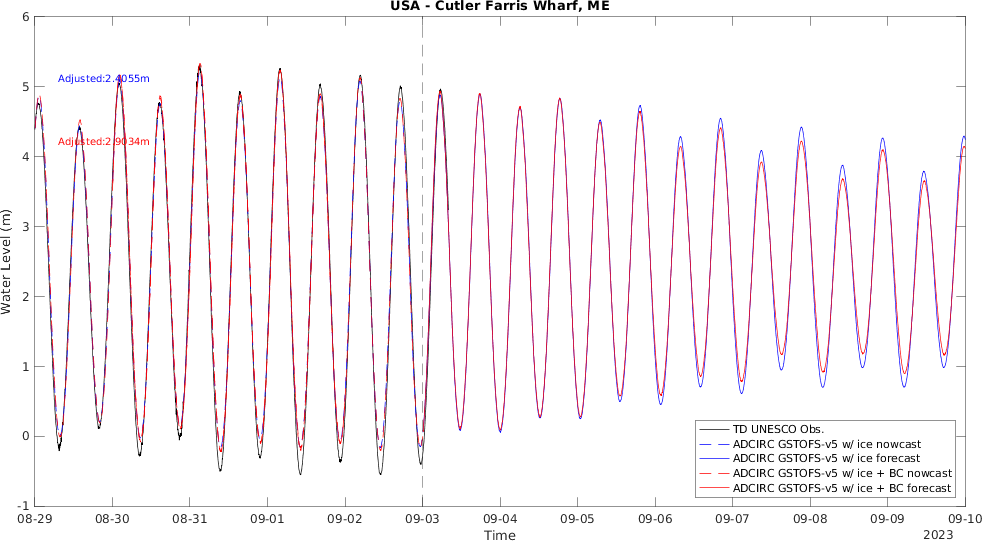 USA - Cutler Farris Wharf, ME
6
5
4
3
2
1
0
-1
Water Level (m)
Adjusted:2.4055m
Adjusted:2.9034m
TD UNESCO Obs.
ADCIRC GSTOFS-v5 w/ ice nowcast
ADCIRC GSTOFS-v5 w/ ice forecast
ADCIRC GSTOFS-v5 w/ ice + BC nowcast
ADCIRC GSTOFS-v5 w/ ice + BC forecast
08-29 08-30 08-31 09-01 09-02 09-03 09-04 09-05 09-06 09-07 09-08 09-09 09-10
Time
2023